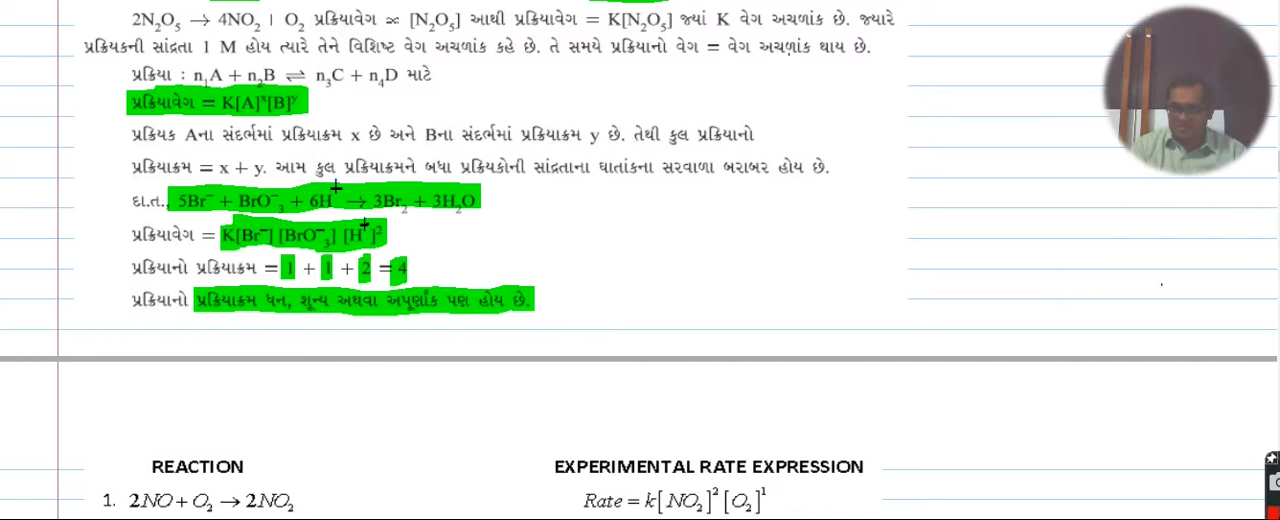 2N₂O₅ → 4NO₂ | O₂ પ્રક્રિયાવેગ ∝ [N₂O₅] આથી પ્રક્રિયાવેગ = K[N₂O₅] જ્યાં K વેગ અચળાંક છે. જ્યારે
પ્રક્રિયકની સાંદ્રતા 1 M હોય ત્યારે તેને વિશિષ્ટ વેગ અચળાંક કહે છે. તે સમયે પ્રક્રિયાનો વેગ = વેગ અચળાંક થાય છે.
પ્રક્રિયા : n₁A + n₂B ⇌ n₃C + n₄D માટે
પ્રક્રિયાવેગ = K[A]ˣ[B]ʸ
પ્રક્રિયક Aના સંદર્ભમાં પ્રક્રિયાક્રમ x છે અને Bના સંદર્ભમાં પ્રક્રિયાક્રમ y છે. તેથી કુલ પ્રક્રિયાનો
પ્રક્રિયાક્રમ = x + y. આમ કુલ પ્રક્રિયાક્રમને બધા પ્રક્રિયકોની સાંદ્રતાના ઘાતાંકના સરવાળા બરાબર હોય છે.
દા.ત., 5Br⁻ + BrO₃⁻ + 6H⁺ → 3Br₂ + 3H₂O
પ્રક્રિયાવેગ = K[Br⁻] [BrO₃⁻] [H⁺]²
પ્રક્રિયાનો પ્રક્રિયાક્રમ = 1 + 1 + 2 = 4
પ્રક્રિયાનો પ્રક્રિયાક્રમ ધન, શૂન્ય અથવા અપૂર્ણાંક પણ હોય છે.
REACTION EXPERIMENTAL RATE EXPRESSION
1. 2NO + O₂ → 2NO₂ Rate = k[NO₂]²[O₂]¹